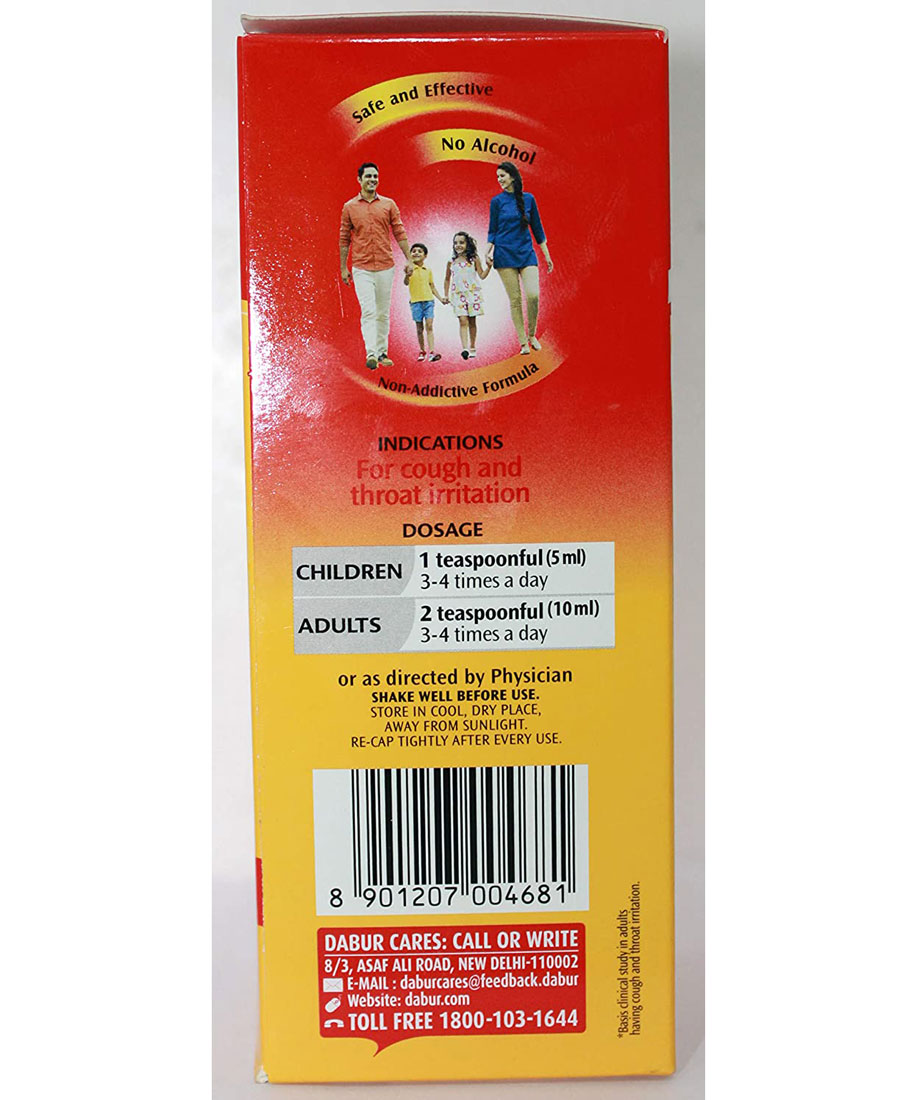 Safe and Effective
No Alcohol
Non-Addictive Formula
INDICATIONS
For cough and
throat irritation
DOSAGE
CHILDREN 1 teaspoonful (5 ml)
3-4 times a day
ADULTS 2 teaspoonful (10 ml)
3-4 times a day
or as directed by Physician
SHAKE WELL BEFORE USE.
STORE IN COOL, DRY PLACE,
AWAY FROM SUNLIGHT.
RE-CAP TIGHTLY AFTER EVERY USE.
8 901207 004681
DABUR CARES: CALL OR WRITE
8/3, ASAF ALI ROAD, NEW DELHI-110002
E-MAIL : daburcares@feedback.dabur
Website: dabur.com
TOLL FREE 1800-103-1644
*Basis clinical study in adults
having cough and throat irritation.